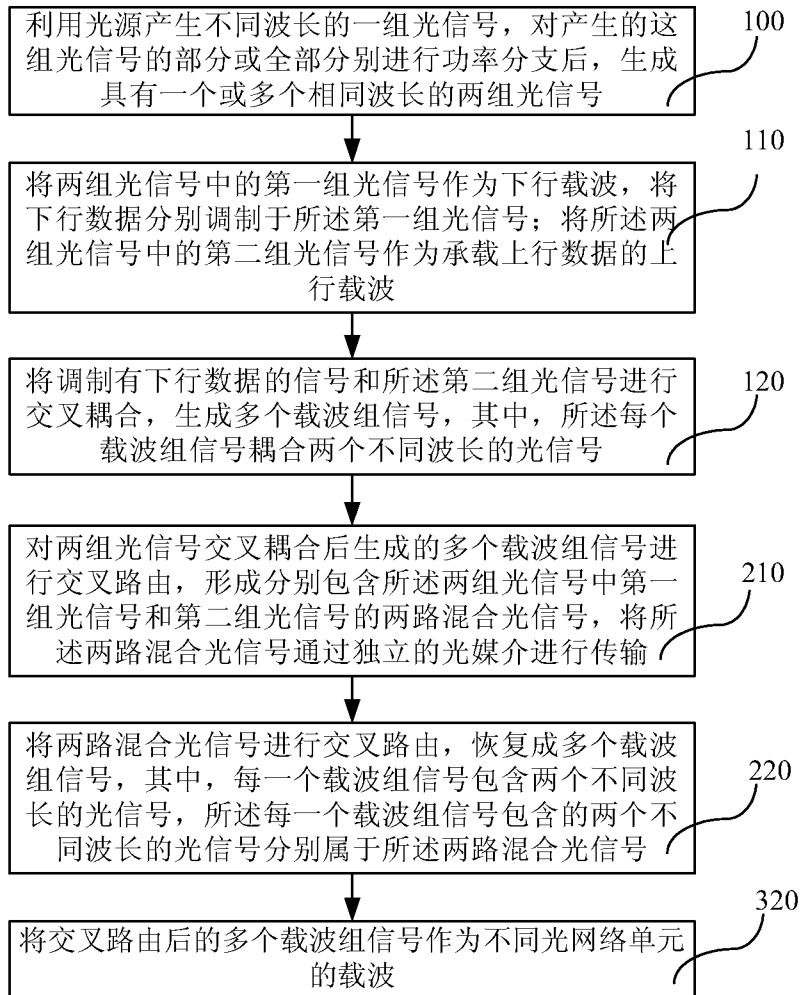 利用光源产生不同波长的一组光信号，对产生的这
组光信号的部分或全部分别进行功率分支后，生成
具有一个或多个相同波长的两组光信号
100
将两组光信号中的第一组光信号作为下行载波，将
下行数据分别调制于所述第一组光信号；将所述两
组光信号中的第二组光信号作为承载上行数据的上
行载波
110
将调制有下行数据的信号和所述第二组光信号进行
交叉耦合，生成多个载波组信号，其中，所述每个
载波组信号耦合两个不同波长的光信号
120
对两组光信号交叉耦合后生成的多个载波组信号进
行交叉路由，形成分别包含所述两组光信号中第一
组光信号和第二组光信号的两路混合光信号，将所
述两路混合光信号通过独立的光媒介进行传输
210
将两路混合光信号进行交叉路由，恢复成多个载波
组信号，其中，每一个载波组信号包含两个不同波
长的光信号，所述每一个载波组信号包含的两个不
同波长的光信号分别属于所述两路混合光信号
220
将交叉路由后的多个载波组信号作为不同光网络单元
的载波
320